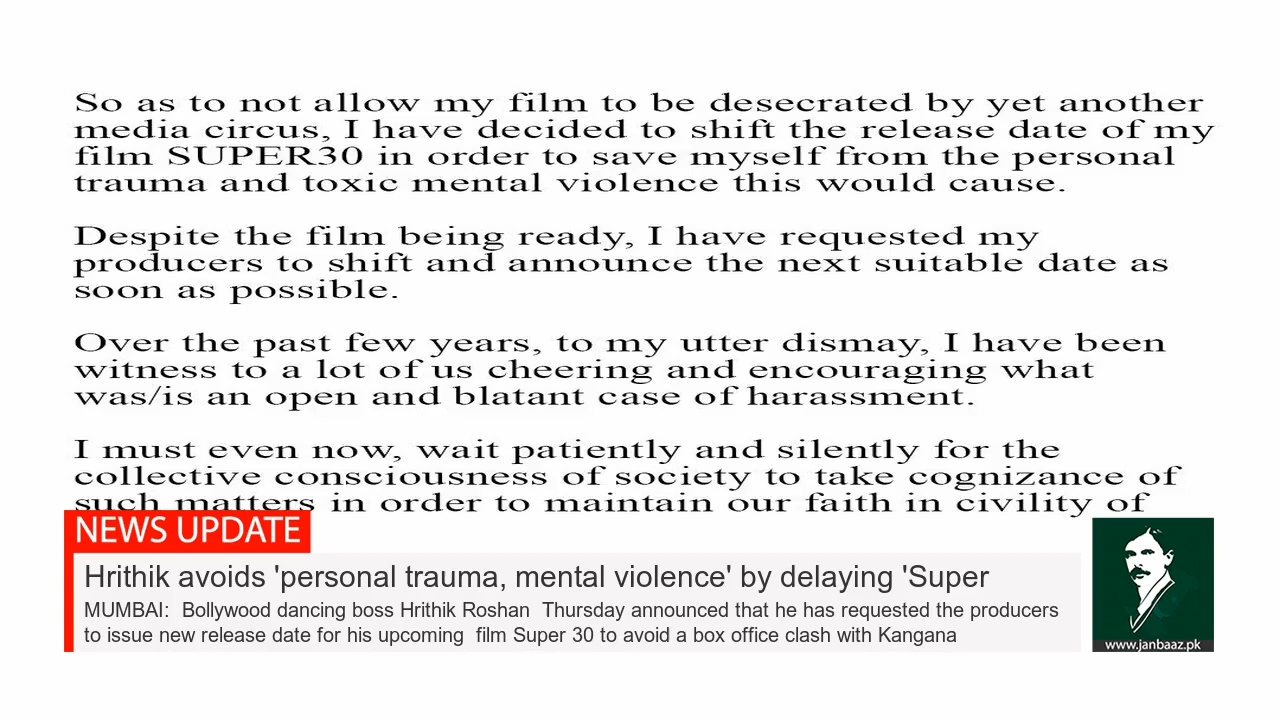 So as to not allow my film to be desecrated by yet another
media circus, I have decided to shift the release date of my
film SUPER30 in order to save myself from the personal
trauma and toxic mental violence this would cause.
Despite the film being ready, I have requested my
producers to shift and announce the next suitable date as
soon as possible.
Over the past few years, to my utter dismay, I have been
witness to a lot of us cheering and encouraging what
was/is an open and blatant case of harassment.
I must even now, wait patiently and silently for the
collective consciousness of society to take cognizance of
such matters in order to maintain our faith in civility of
NEWS UPDATE
Hrithik avoids 'personal trauma, mental violence' by delaying 'Super
MUMBAI: Bollywood dancing boss Hrithik Roshan Thursday announced that he has requested the producers
to issue new release date for his upcoming film Super 30 to avoid a box office clash with Kangana
www.janbaaz.pk